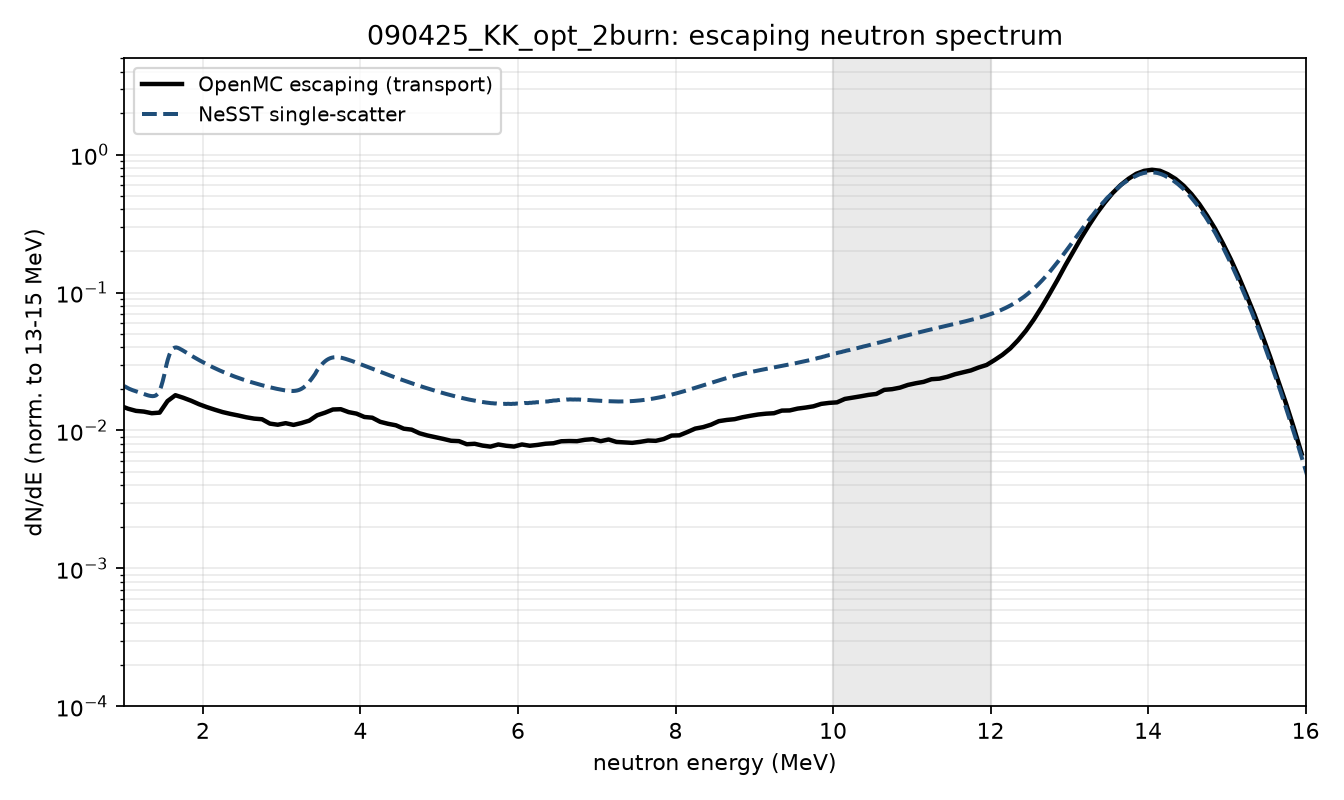 090425_KK_opt_2burn: escaping neutron spectrum
OpenMC escaping (transport)
NeSST single-scatter
dN/dE (norm. to 13-15 MeV)
10⁰
10⁻¹
10⁻²
10⁻³
10⁻⁴
2 4 6 8 10 12 14 16
neutron energy (MeV)